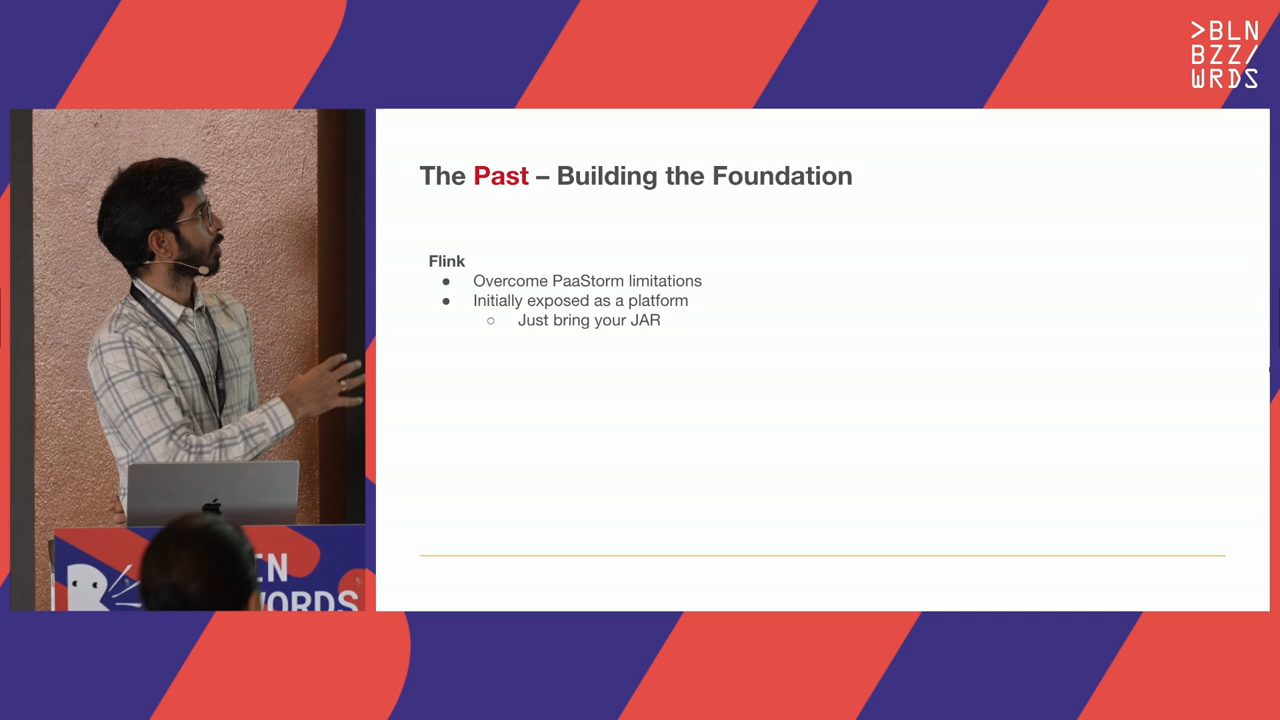 >BLN
BZZ/
WRDS
The Past – Building the Foundation
Flink
● Overcome PaaStorm limitations
● Initially exposed as a platform
○ Just bring your JAR